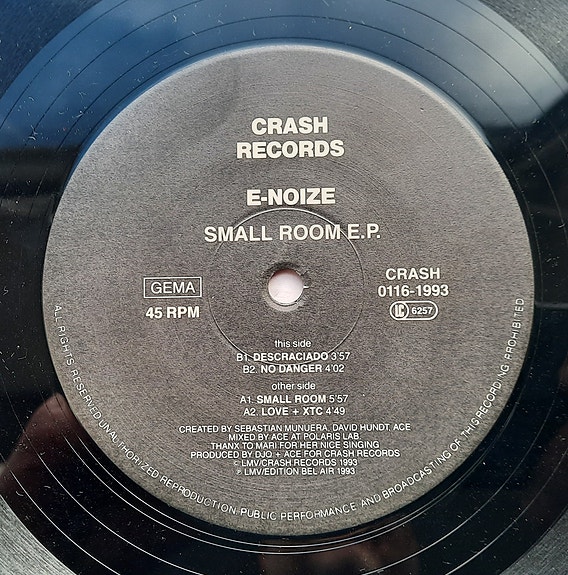 CRASH
RECORDS
E-NOIZE
SMALL ROOM E.P.
GEMA
45 RPM
CRASH
0116-1993
LC 6257
this side
B1. DESCRACIADO 3'57
B2. NO DANGER 4'02
other side
A1. SMALL ROOM 5'57
A2. LOVE + XTC 4'49
CREATED BY SEBASTIAN MUNUERA, DAVID HUNDT, ACE
MIXED BY ACE AT POLARIS LAB.
THANX TO MARI FOR HER NICE SINGING
PRODUCED BY DJQ + ACE FOR CRASH RECORDS
© LMV/CRASH RECORDS 1993
℗ LMV/EDITION BEL AIR 1993
ALL RIGHTS RESERVED. UNAUTHORIZED REPRODUCTION, PUBLIC PERFORMANCE AND BROADCASTING OF THIS RECORDING PROHIBITED